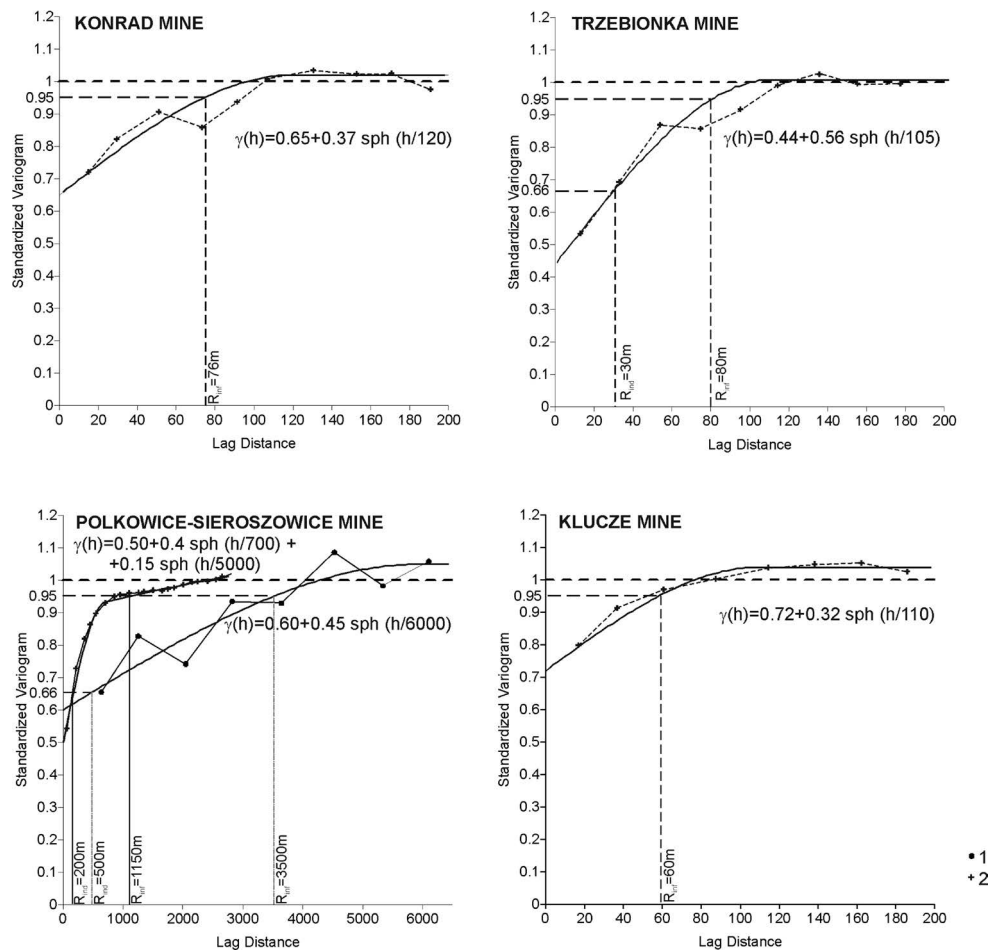 KONRAD MINE
1.2
1.1
1
0.95
0.9
0.8
0.7
0.6
0.5
0.4
0.3
0.2
0.1
0
Standardized Variogram
γ(h)=0.65+0.37 sph (h/120)
R inf=76m
0 20 40 60 80 100 120 140 160 180 200
Lag Distance
TRZEBIONKA MINE
1.2
1.1
1
0.95
0.9
0.8
0.7
0.66
0.6
0.5
0.4
0.3
0.2
0.1
0
Standardized Variogram
γ(h)=0.44+0.56 sph (h/105)
R ind=30m
R inf=80m
0 20 40 60 80 100 120 140 160 180 200
Lag Distance
POLKOWICE-SIEROSZOWICE MINE
γ(h)=0.50+0.4 sph (h/700) +
+0.15 sph (h/5000)
1.2
1.1
1
0.95
0.9
0.8
0.7
0.66
0.6
0.5
0.4
0.3
0.2
0.1
0
Standardized Variogram
γ(h)=0.60+0.45 sph (h/6000)
R ind=200m
R ind=500m
R inf=1150m
R inf=3500m
0 1000 2000 3000 4000 5000 6000
Lag Distance
KLUCZE MINE
1.2
1.1
1
0.95
0.9
0.8
0.7
0.6
0.5
0.4
0.3
0.2
0.1
0
Standardized Variogram
γ(h)=0.72+0.32 sph (h/110)
R inf=60m
0 20 40 60 80 100 120 140 160 180 200
Lag Distance
1
2